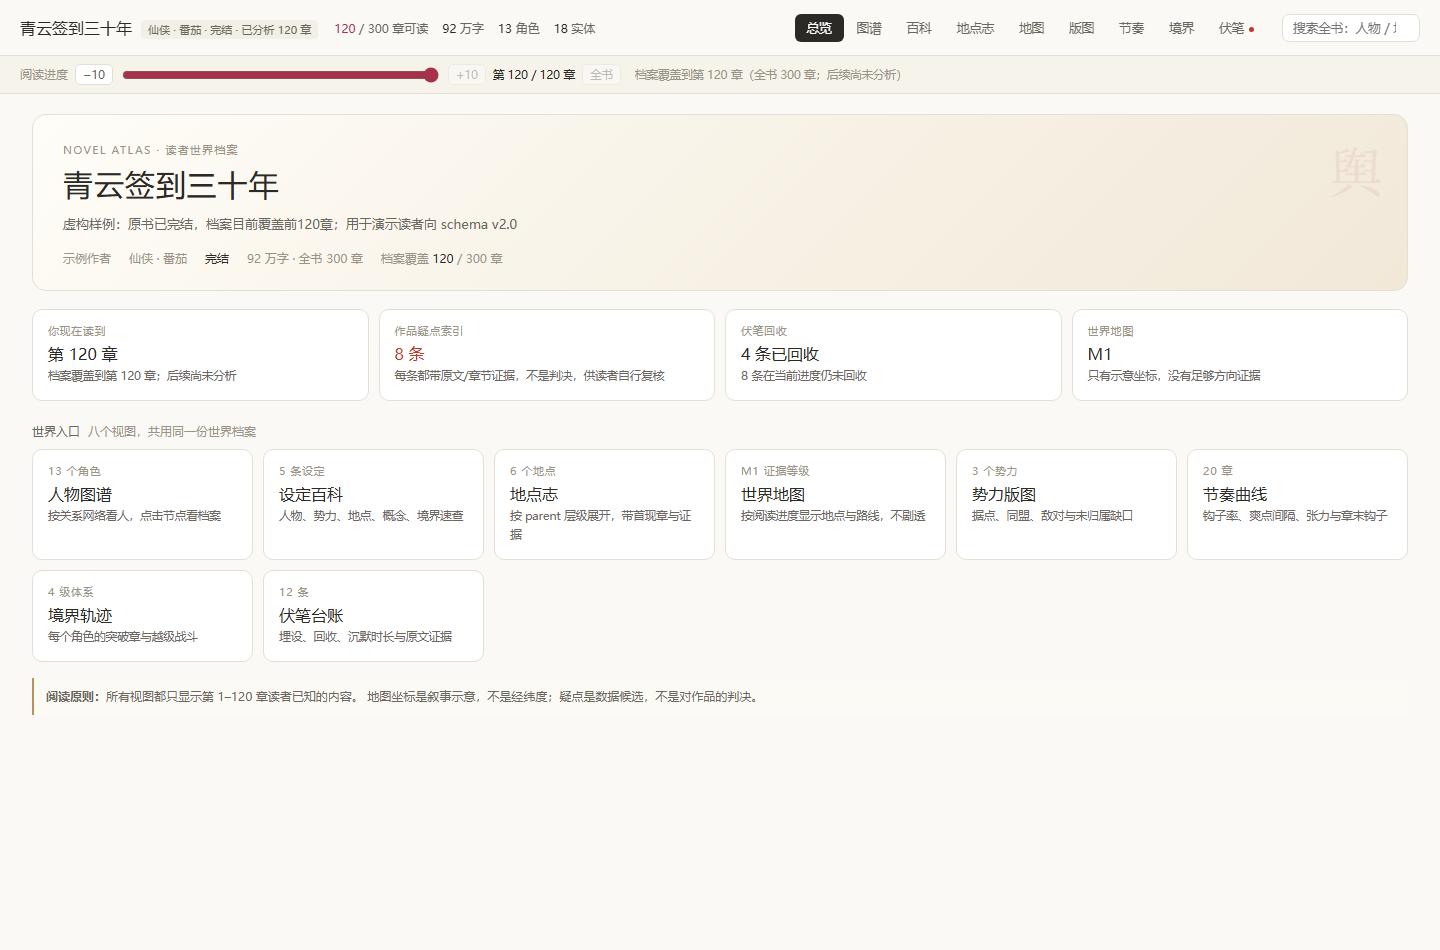 青云签到三十年 仙侠 · 番茄 · 完结 · 已分析 120 章 120 / 300 章可读 92 万字 13 角色 18 实体 总览 图谱 百科 地点志 地图 版图 节奏 境界 伏笔 搜索全书：人物 /
阅读进度 −10 +10 第 120 / 120 章 全书 档案覆盖到第 120 章（全书 300 章；后续尚未分析）
NOVEL ATLAS · 读者世界档案
舆
青云签到三十年
虚构样例：原书已完结，档案目前覆盖前120章；用于演示读者向 schema v2.0
示例作者 仙侠 · 番茄 完结 92 万字 · 全书 300 章 档案覆盖 120 / 300 章
你现在读到
第 120 章
档案覆盖到第 120 章；后续尚未分析
作品疑点索引
8 条
每条都带原文/章节证据，不是判决，供读者自行复核
伏笔回收
4 条已回收
8 条在当前进度仍未回收
世界地图
M1
只有示意坐标，没有足够方向证据
世界入口 八个视图，共用同一份世界档案
13 个角色
人物图谱
按关系网络看人，点击节点看档案
5 条设定
设定百科
人物、势力、地点、概念、境界速查
6 个地点
地点志
按 parent 层级展开，带首现章与证
据
M1 证据等级
世界地图
按阅读进度显示地点与路线，不剧透
3 个势力
势力版图
据点、同盟、敌对与未归属缺口
20 章
节奏曲线
钩子率、爽点间隔、张力与章末钩子
4 级体系
境界轨迹
每个角色的突破章与越级战斗
12 条
伏笔台账
埋设、回收、沉默时长与原文证据
阅读原则：所有视图都只显示第 1–120 章读者已知的内容。 地图坐标是叙事示意，不是经纬度；疑点是数据候选，不是对作品的判决。